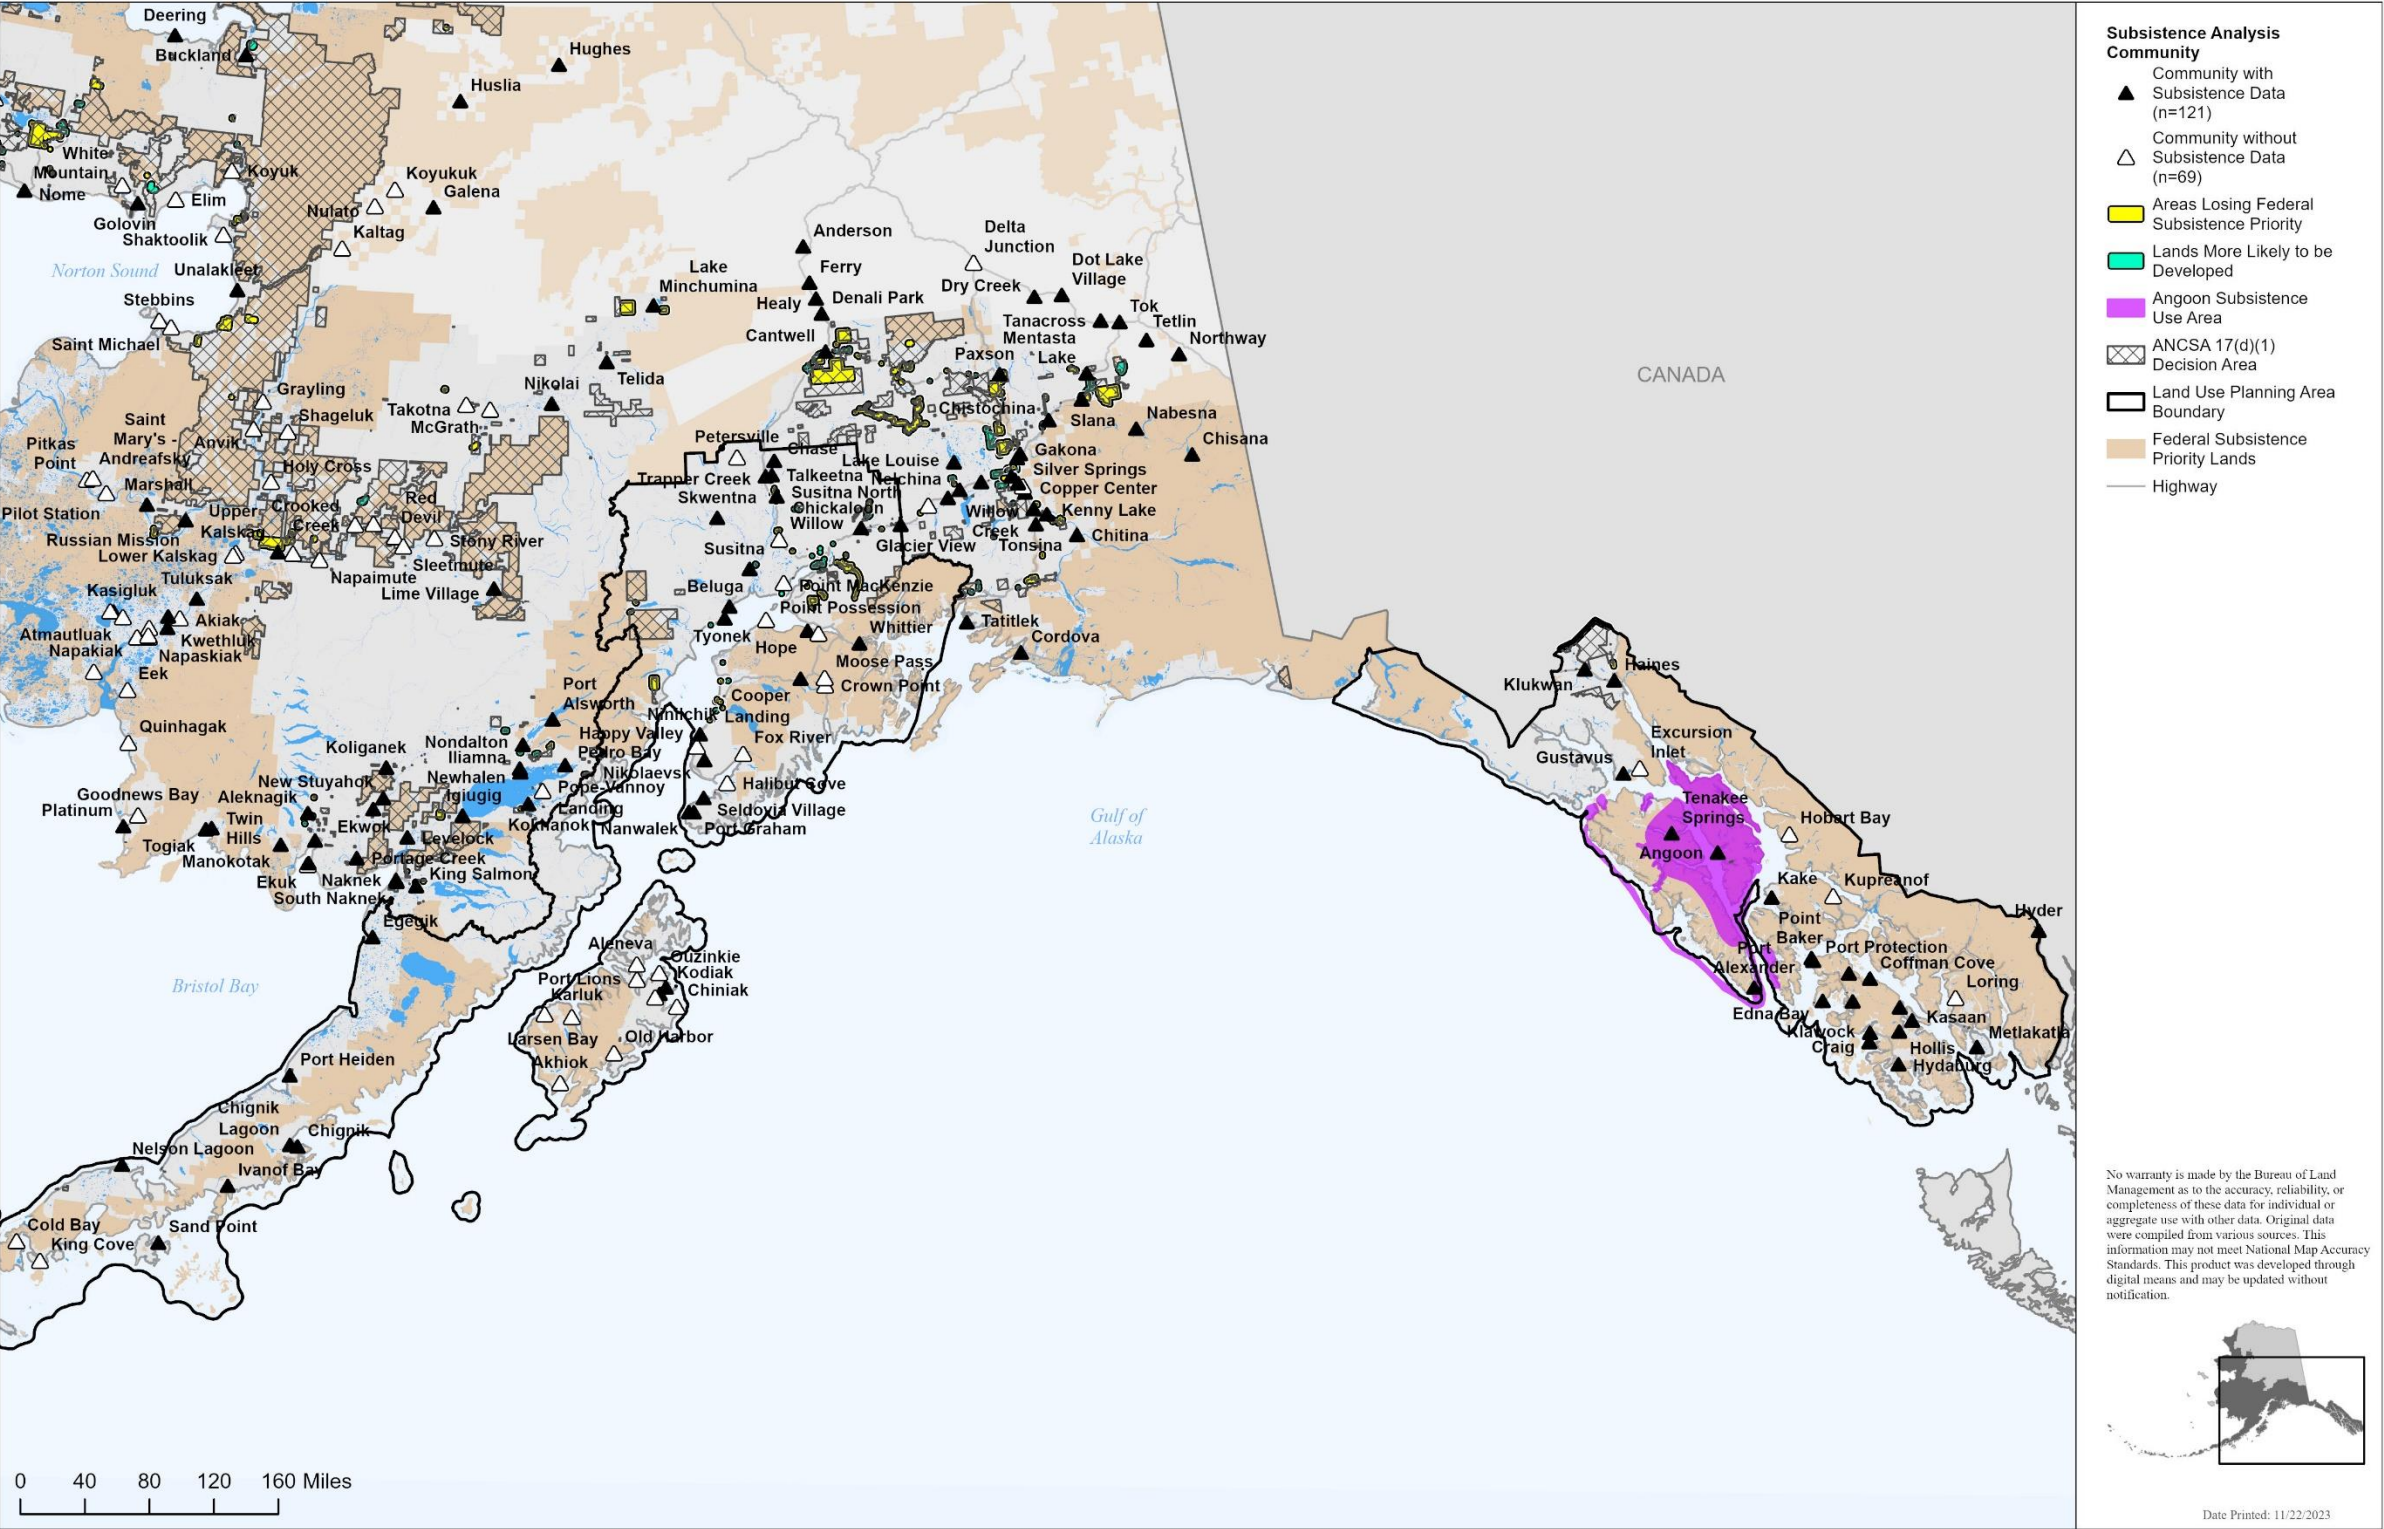 Deering
Buckland
Hughes
Huslia
White
Mountain
Koyuk
Koyukuk
Nome
Elim
Galena
Nulato
Golovin
Shaktoolik
Kaltag
Anderson
Delta
Junction
Norton Sound
Unalakleet
Lake
Minchumina
Ferry
Dot Lake
Village
Stebbins
Healy
Denali Park
Dry Creek
Tok
Cantwell
Tanacross
Tetlin
Saint Michael
Mentasta
Lake
Northway
Paxson
CANADA
Grayling
Nikolai
Telida
Saint
Mary's -
Andreafsky
Shageluk
Takotna
McGrath
Chistochina
Slana
Nabesna
Pitkas
Point
Anvik
Petersville
Chase
Chisana
Holy Cross
Lake Louise
Gakona
Marshall
Trapper Creek
Talkeetna
Nelchina
Silver Springs
Skwentna
Susitna North
Copper Center
Red
Devil
Pilot Station
Upper
Kalskag
Crooked
Creek
Chickaloon
Willow
Willow
Creek
Kenny Lake
Russian Mission
Stony River
Chitina
Lower Kalskag
Susitna
Glacier View
Tonsina
Sleetmute
Tuluksak
Napaimute
Kasigluk
Lime Village
Beluga
Point MacKenzie
Point Possession
Akiak
Whittier
Tatitlek
Atmautluak
Kwethluk
Tyonek
Cordova
Napakiak
Napaskiak
Hope
Moose Pass
Eek
Haines
Port
Alsworth
Cooper
Landing
Crown Point
Klukwan
Ninilchik
Quinhagak
Happy Valley
Fox River
Excursion
Inlet
Koliganek
Nondalton
Pedro Bay
Gustavus
Iliamna
Nikolaevsk
New Stuyahok
Newhalen
Pope-Vannoy
Landing
Halibut Cove
Goodnews Bay
Aleknagik
Igiugig
Tenakee
Springs
Platinum
Twin
Hills
Ekwok
Kokhanok
Nanwalek
Seldovia Village
Port Graham
Gulf of
Alaska
Hobart Bay
Togiak
Levelock
Manokotak
Portage Creek
Angoon
King Salmon
Ekuk
Naknek
Kake
Kupreanof
South Naknek
Egegik
Hyder
Point
Baker
Aleneva
Port
Alexander
Port Protection
Ouzinkie
Coffman Cove
Port Lions
Kodiak
Loring
Bristol Bay
Karluk
Chiniak
Edna Bay
Kasaan
Larsen Bay
Old Harbor
Klawock
Metlakatla
Craig
Hollis
Port Heiden
Akhiok
Hydaburg
Chignik
Lagoon
Chignik
Nelson Lagoon
Ivanof Bay
Cold Bay
Sand Point
King Cove
0 40 80 120 160 Miles
Subsistence Analysis
Community
Community with
Subsistence Data
(n=121)
Community without
Subsistence Data
(n=69)
Areas Losing Federal
Subsistence Priority
Lands More Likely to be
Developed
Angoon Subsistence
Use Area
ANCSA 17(d)(1)
Decision Area
Land Use Planning Area
Boundary
Federal Subsistence
Priority Lands
Highway
No warranty is made by the Bureau of Land
Management as to the accuracy, reliability, or
completeness of these data for individual or
aggregate use with other data. Original data
were compiled from various sources. This
information may not meet National Map Accuracy
Standards. This product was developed through
digital means and may be updated without
notification.
Date Printed: 11/22/2023